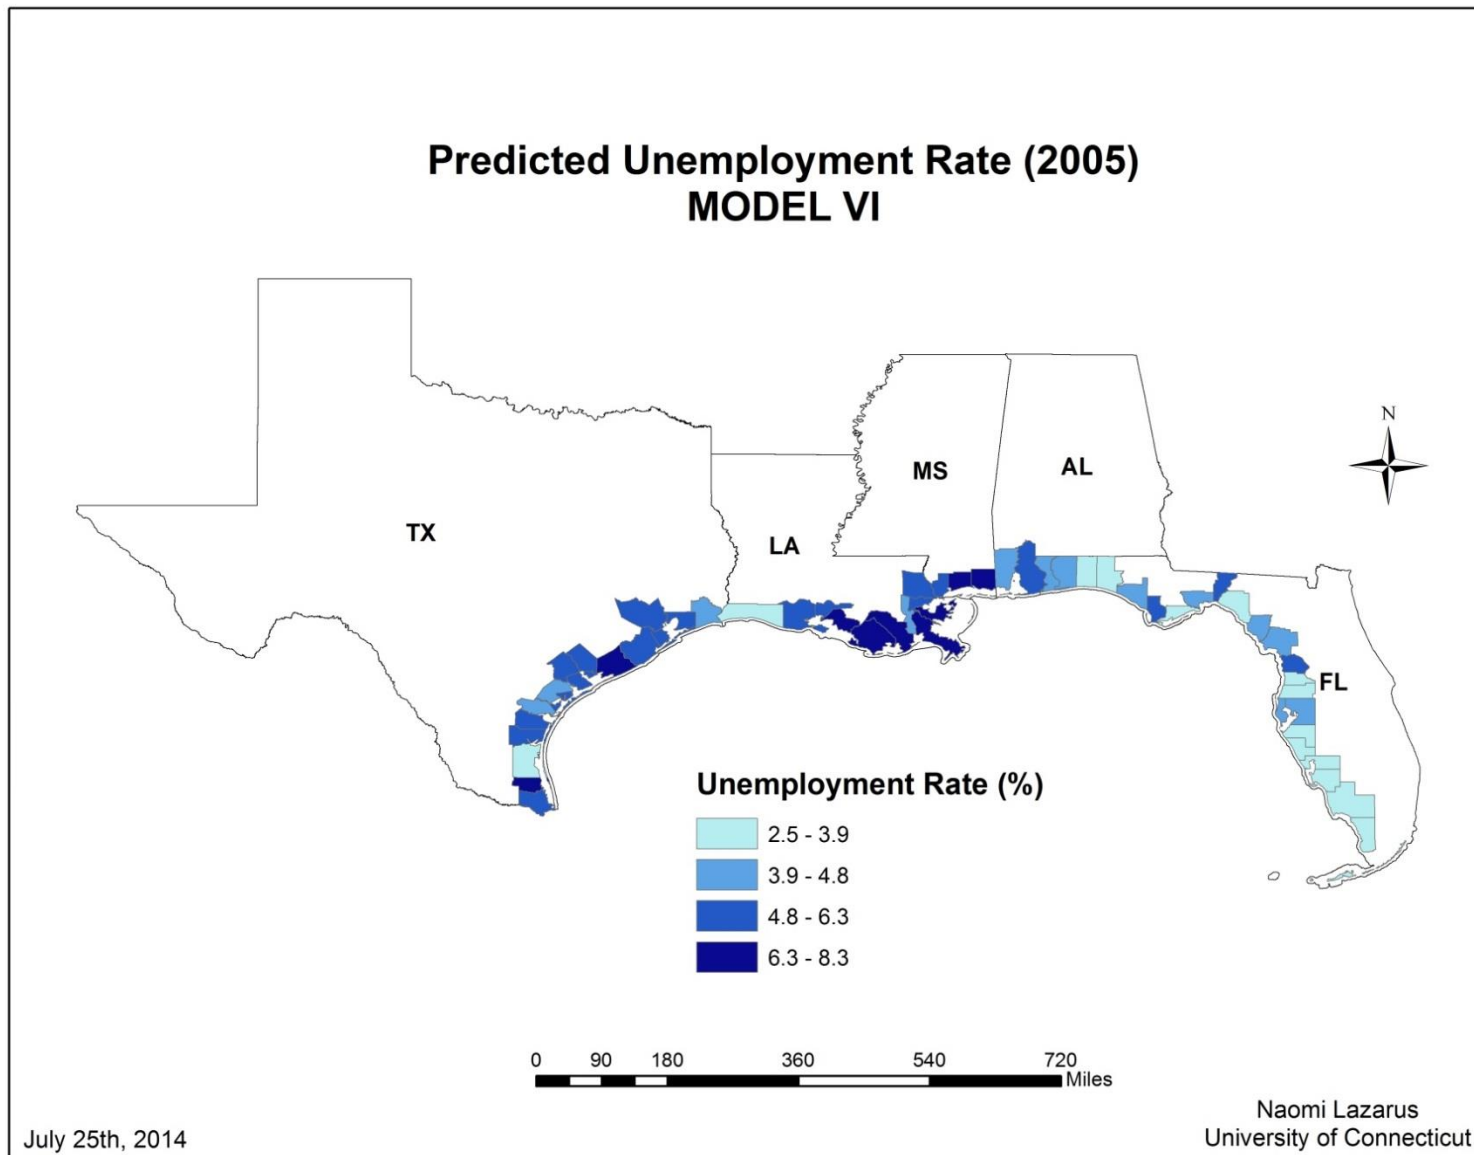 Predicted Unemployment Rate (2005)
MODEL VI
N
MS
AL
TX
LA
FL
Unemployment Rate (%)
2.5 - 3.9
3.9 - 4.8
4.8 - 6.3
6.3 - 8.3
0 90 180 360 540 720
Miles
July 25th, 2014
Naomi Lazarus
University of Connecticut